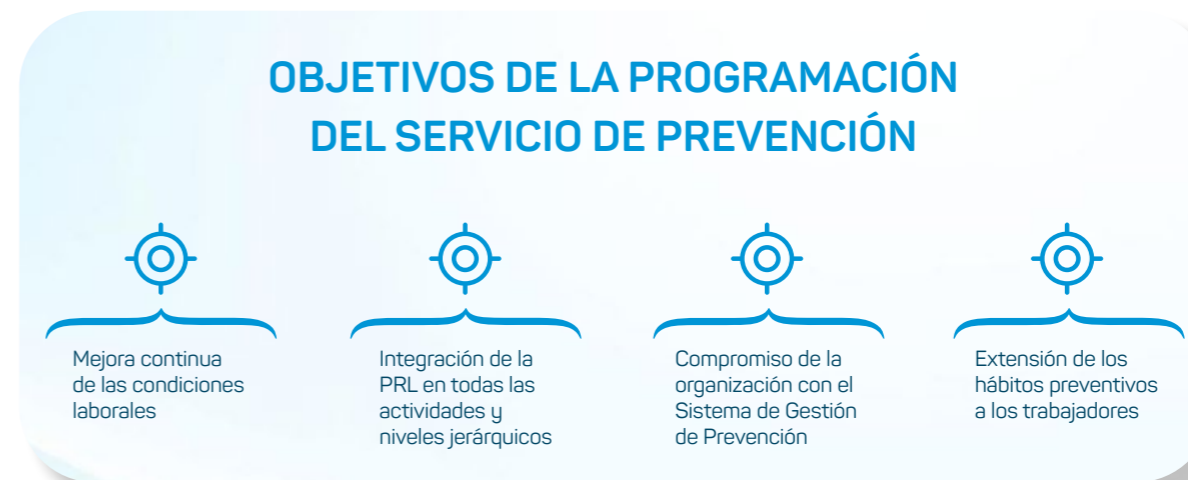 OBJETIVOS DE LA PROGRAMACIÓN
DEL SERVICIO DE PREVENCIÓN
Mejora continua
de las condiciones
laborales
Integración de la
PRL en todas las
actividades y
niveles jerárquicos
Compromiso de la
organización con el
Sistema de Gestión
de Prevención
Extensión de los
hábitos preventivos
a los trabajadores